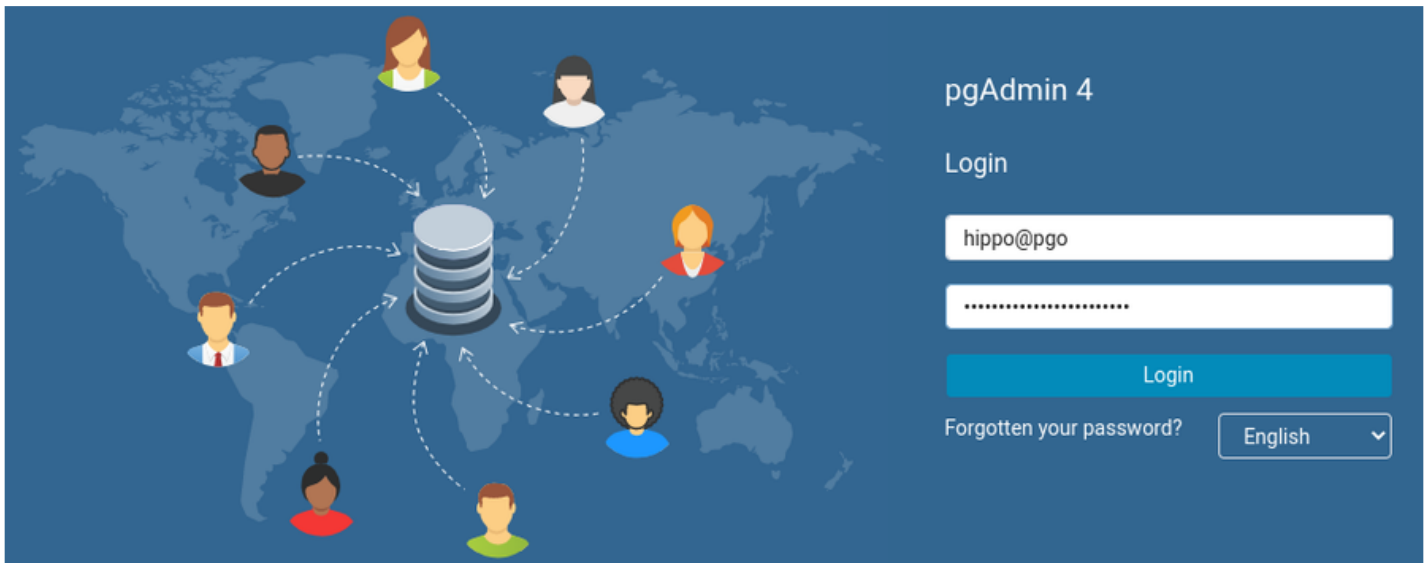 pgAdmin 4
Login
hippo@pgo
••••••••••••••••••••••••
Login
Forgotten your password?
English